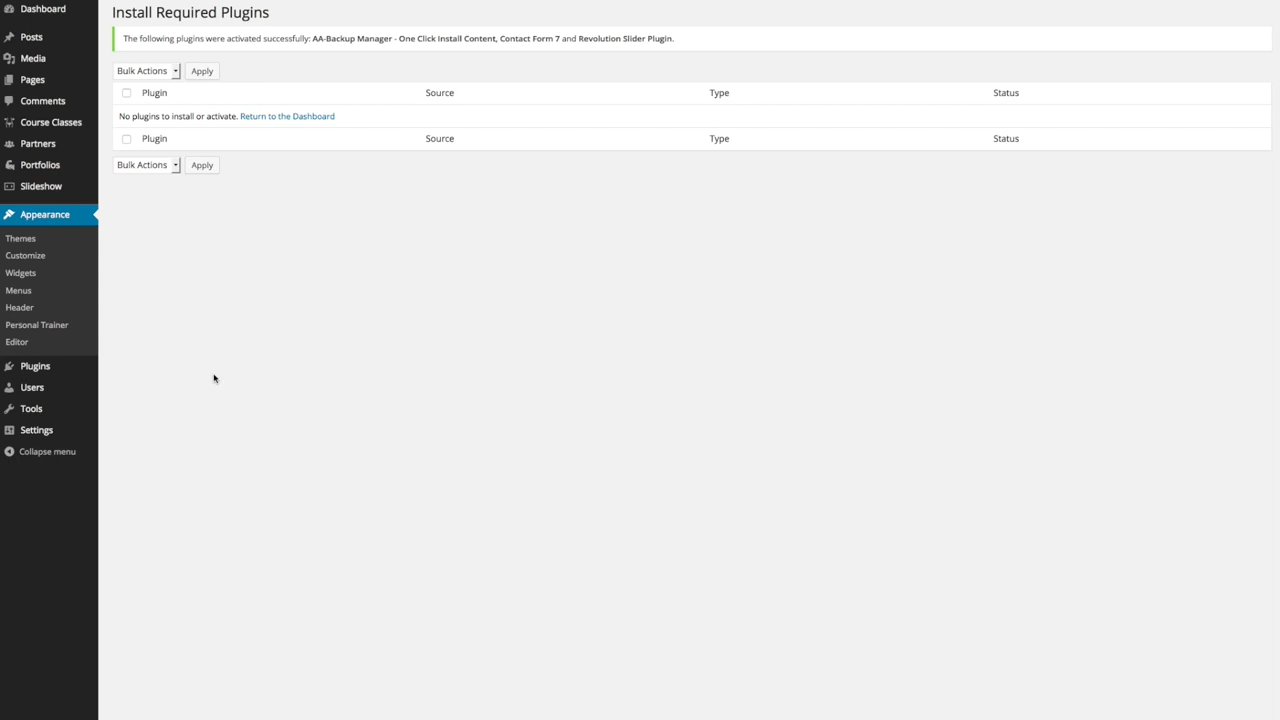 Dashboard
Posts
Media
Pages
Comments
Course Classes
Partners
Portfolios
Slideshow
Appearance
Themes
Customize
Widgets
Menus
Header
Personal Trainer
Editor
Plugins
Users
Tools
Settings
Collapse menu
Install Required Plugins
The following plugins were activated successfully: AA-Backup Manager - One Click Install Content, Contact Form 7 and Revolution Slider Plugin.
Bulk Actions Apply
Plugin Source Type Status
No plugins to install or activate. Return to the Dashboard
Plugin Source Type Status
Bulk Actions Apply